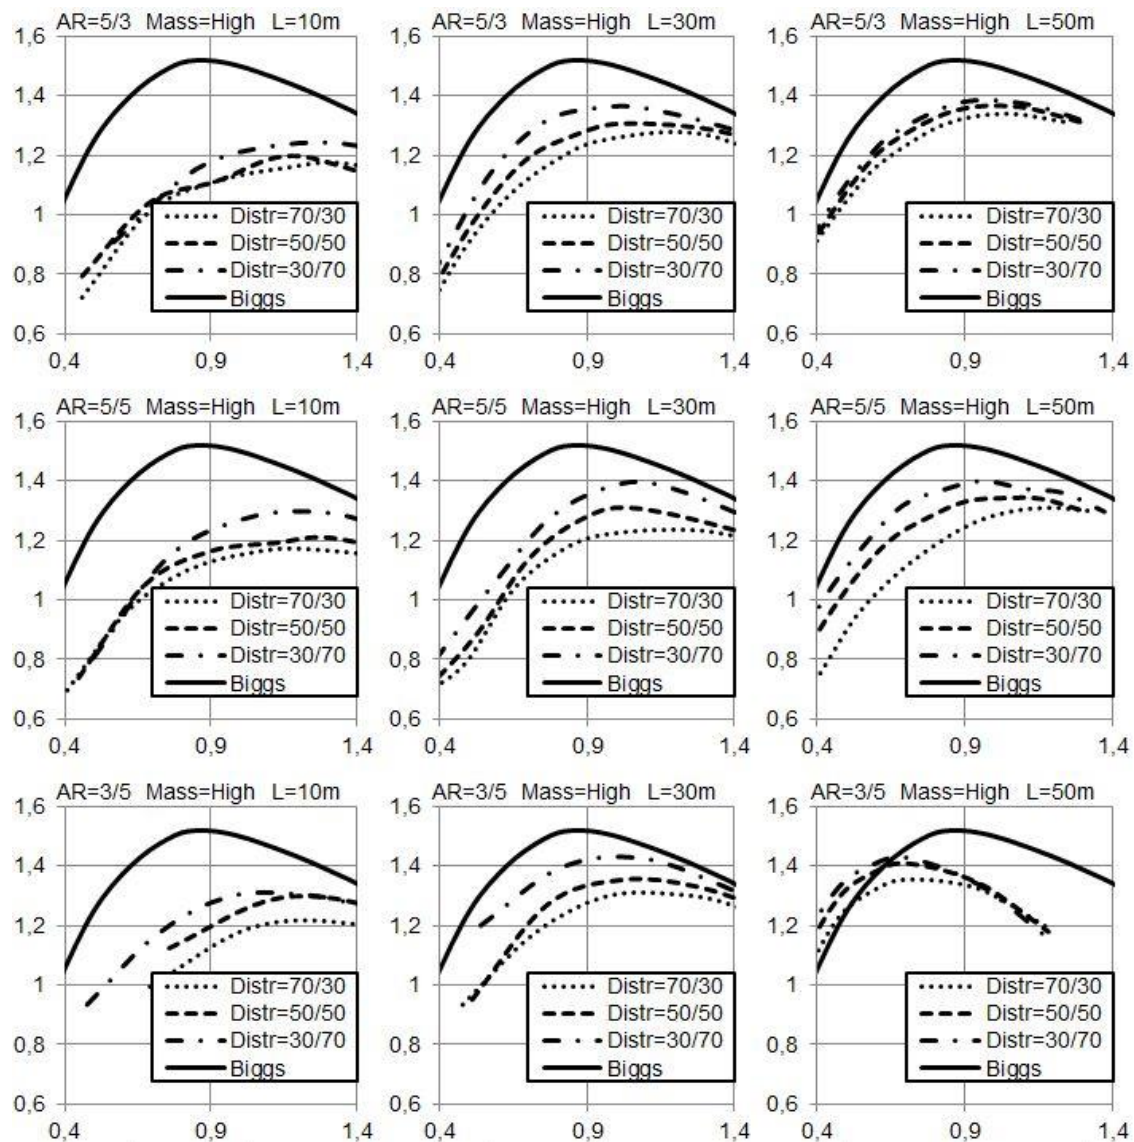 AR=5/3 Mass=High L=10m
1,6
1,4
1,2
1
0,8
0,6
Distr=70/30
Distr=50/50
Distr=30/70
Biggs
0,4 0,9 1,4
AR=5/3 Mass=High L=30m
1,6
1,4
1,2
1
0,8
0,6
Distr=70/30
Distr=50/50
Distr=30/70
Biggs
0,4 0,9 1,4
AR=5/3 Mass=High L=50m
1,6
1,4
1,2
1
0,8
0,6
Distr=70/30
Distr=50/50
Distr=30/70
Biggs
0,4 0,9 1,4
AR=5/5 Mass=High L=10m
1,6
1,4
1,2
1
0,8
0,6
Distr=70/30
Distr=50/50
Distr=30/70
Biggs
0,4 0,9 1,4
AR=5/5 Mass=High L=30m
1,6
1,4
1,2
1
0,8
0,6
Distr=70/30
Distr=50/50
Distr=30/70
Biggs
0,4 0,9 1,4
AR=5/5 Mass=High L=50m
1,6
1,4
1,2
1
0,8
0,6
Distr=70/30
Distr=50/50
Distr=30/70
Biggs
0,4 0,9 1,4
AR=3/5 Mass=High L=10m
1,6
1,4
1,2
1
0,8
0,6
Distr=70/30
Distr=50/50
Distr=30/70
Biggs
0,4 0,9 1,4
AR=3/5 Mass=High L=30m
1,6
1,4
1,2
1
0,8
0,6
Distr=70/30
Distr=50/50
Distr=30/70
Biggs
0,4 0,9 1,4
AR=3/5 Mass=High L=50m
1,6
1,4
1,2
1
0,8
0,6
Distr=70/30
Distr=50/50
Distr=30/70
Biggs
0,4 0,9 1,4